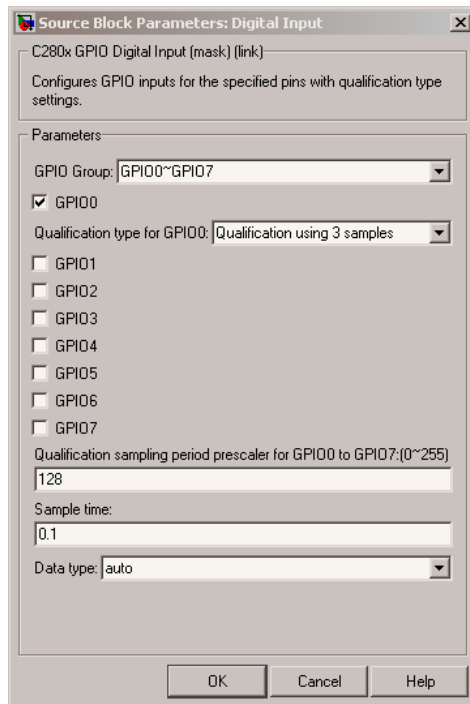 Source Block Parameters: Digital Input
C280x GPIO Digital Input (mask) (link)
Configures GPIO inputs for the specified pins with qualification type
settings.
Parameters
GPIO Group: GPIO0~GPIO7
GPIO0
Qualification type for GPIO0: Qualification using 3 samples
GPIO1
GPIO2
GPIO3
GPIO4
GPIO5
GPIO6
GPIO7
Qualification sampling period prescaler for GPIO0 to GPIO7:(0~255)
128
Sample time:
0.1
Data type: auto
OK Cancel Help